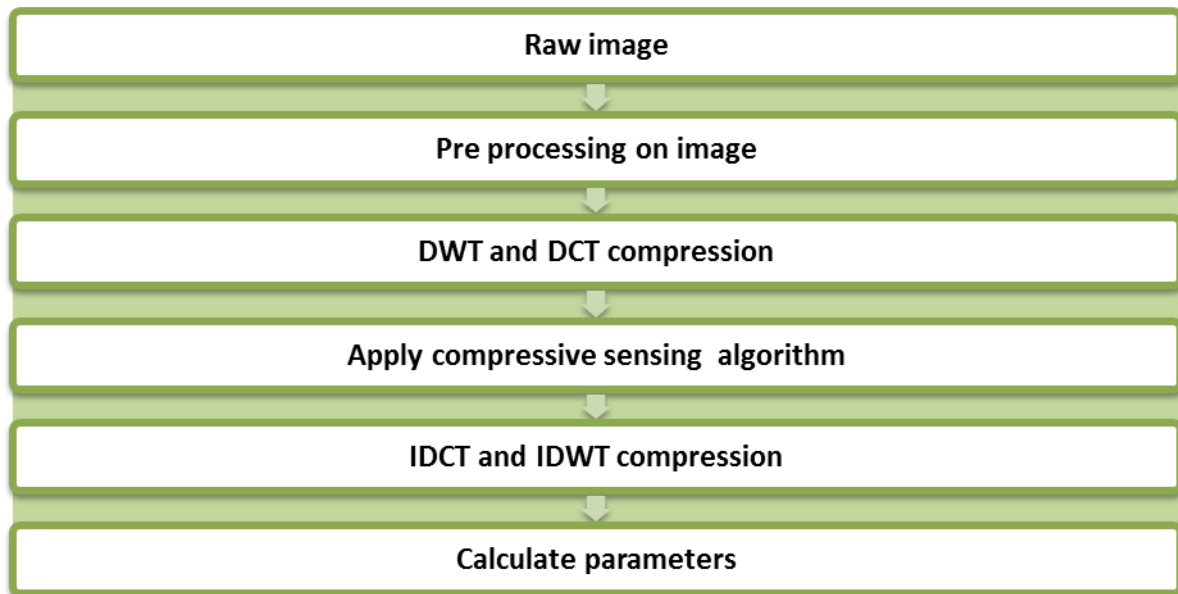 Raw image
Pre processing on image
DWT and DCT compression
Apply compressive sensing  algorithm
IDCT and IDWT compression
Calculate parameters